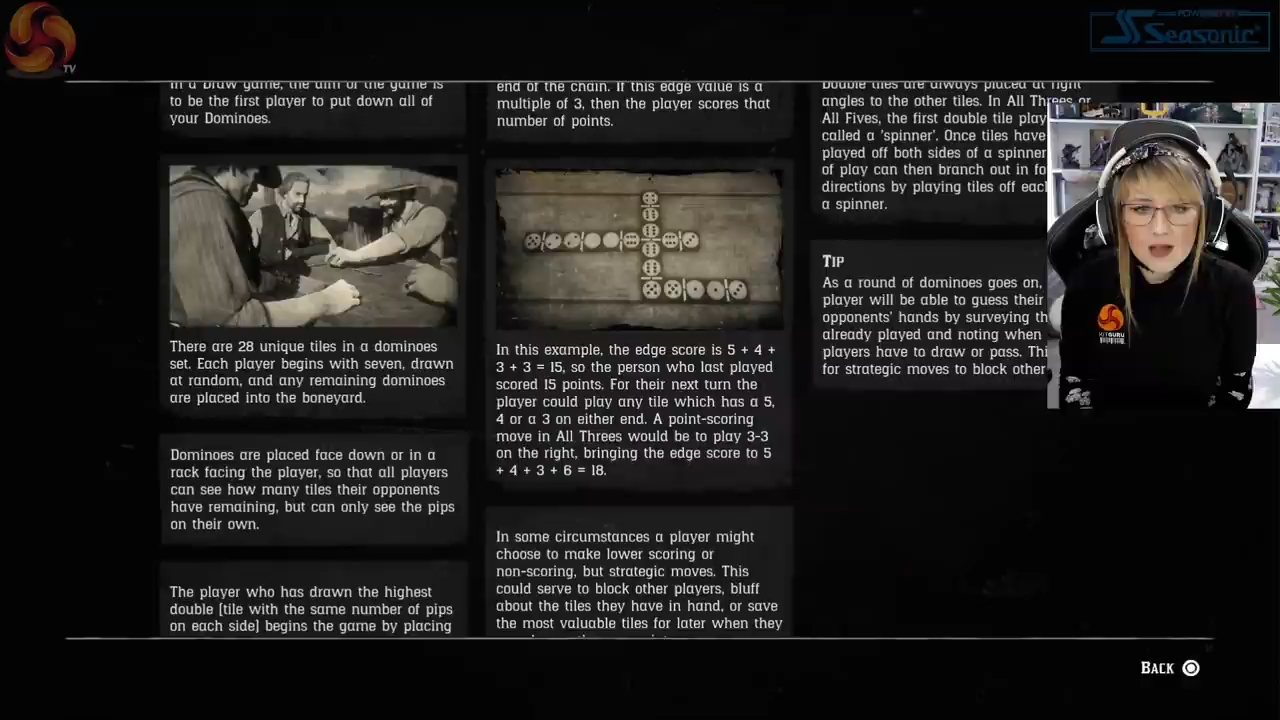 TV
POWERED BY
Seasonic
In a Draw game, the aim of the game is
to be the first player to put down all of
your Dominoes.
There are 28 unique tiles in a dominoes
set. Each player begins with seven, drawn
at random, and any remaining dominoes
are placed into the boneyard.
Dominoes are placed face down or in a
rack facing the player, so that all players
can see how many tiles their opponents
have remaining, but can only see the pips
on their own.
The player who has drawn the highest
double [tile with the same number of pips
on each side] begins the game by placing
end of the chain. If this edge value is a
multiple of 3, then the player scores that
number of points.
In this example, the edge score is 5 + 4 +
3 + 3 = 15, so the person who last played
scored 15 points. For their next turn the
player could play any tile which has a 5,
4 or a 3 on either end. A point-scoring
move in All Threes would be to play 3-3
on the right, bringing the edge score to 5
+ 4 + 3 + 6 = 18.
In some circumstances a player might
choose to make lower scoring or
non-scoring, but strategic moves. This
could serve to block other players, bluff
about the tiles they have in hand, or save
the most valuable tiles for later when they
Double tiles are always placed at right
angles to the other tiles. In All Threes or
All Fives, the first double tile play
called a 'spinner'. Once tiles have
played off both sides of a spinner
of play can then branch out in fo
directions by playing tiles off eac
a spinner.
TIP
As a round of dominoes goes on,
player will be able to guess their
opponents' hands by surveying th
already played and noting when
players have to draw or pass. Thi
for strategic moves to block other
KITGURU
BACK